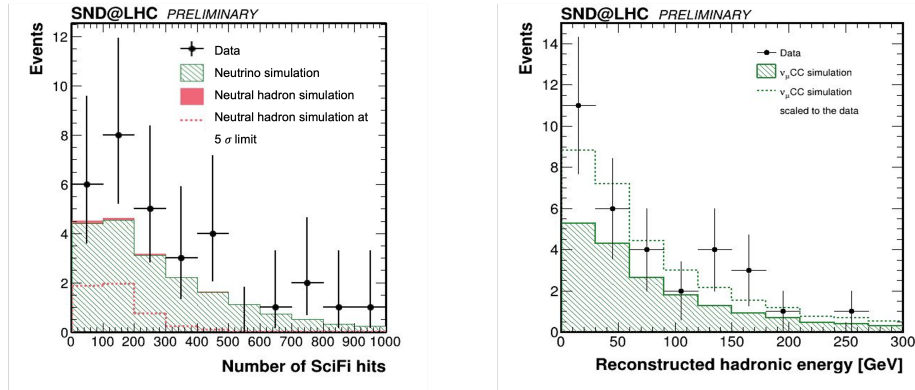 SND@LHC PRELIMINARY
Events
12
10
8
6
4
2
0
Data
Neutrino simulation
Neutral hadron simulation
Neutral hadron simulation at
5 σ limit
0 100 200 300 400 500 600 700 800 900 1000
Number of SciFi hits
SND@LHC PRELIMINARY
Events
14
12
10
8
6
4
2
0
Data
νμCC simulation
νμCC simulation
scaled to the data
0 50 100 150 200 250 300
Reconstructed hadronic energy [GeV]